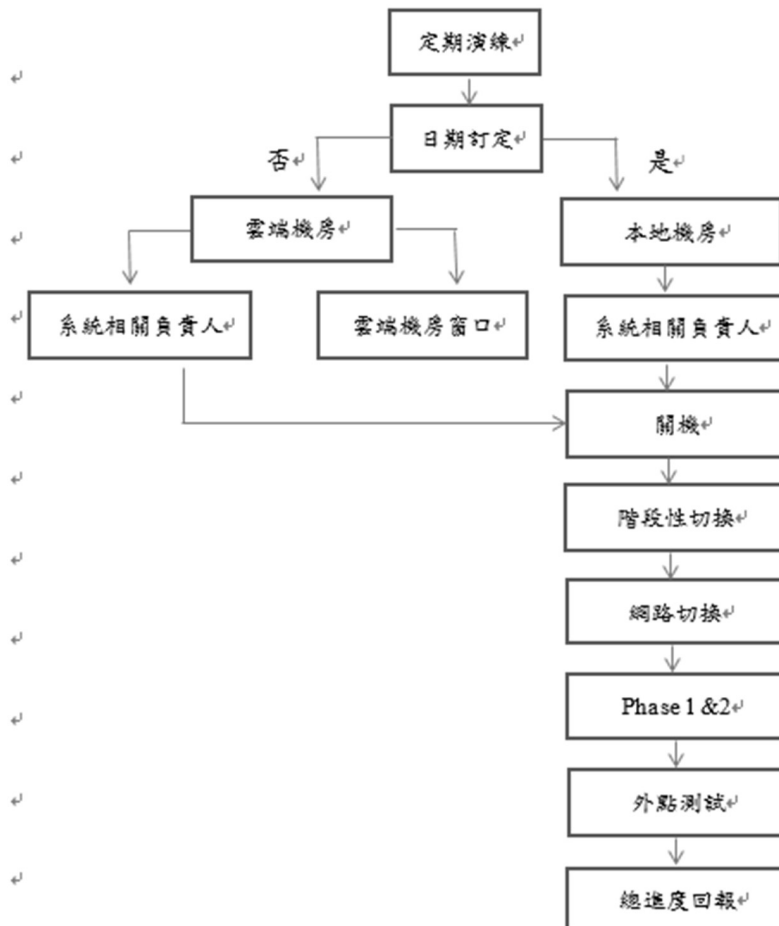 定期演練
日期訂定
否
是
雲端機房
本地機房
系統相關負責人
雲端機房窗口
系統相關負責人
關機
階段性切換
網路切換
Phase 1 &2
外點測試
總進度回報